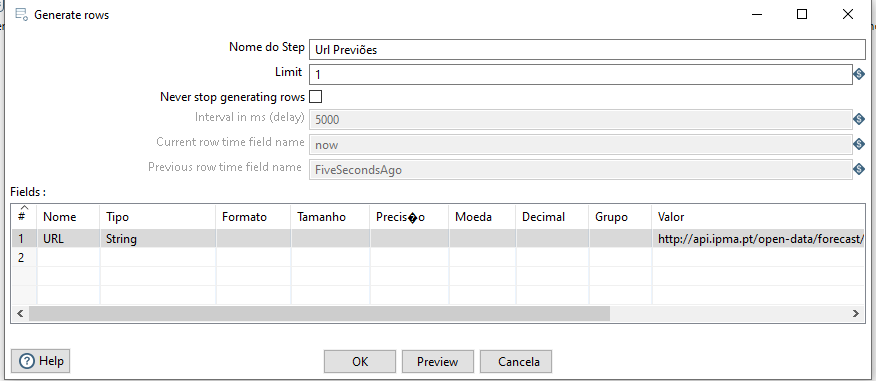 Generate rows
Nome do Step Url Previões
Limit 1
Never stop generating rows
Interval in ms (delay) 5000
Current row time field name now
Previous row time field name FiveSecondsAgo
Fields :
# Nome Tipo Formato Tamanho Precis�o Moeda Decimal Grupo Valor
1 URL String http://api.ipma.pt/open-data/forecast/
2
Help OK Preview Cancela